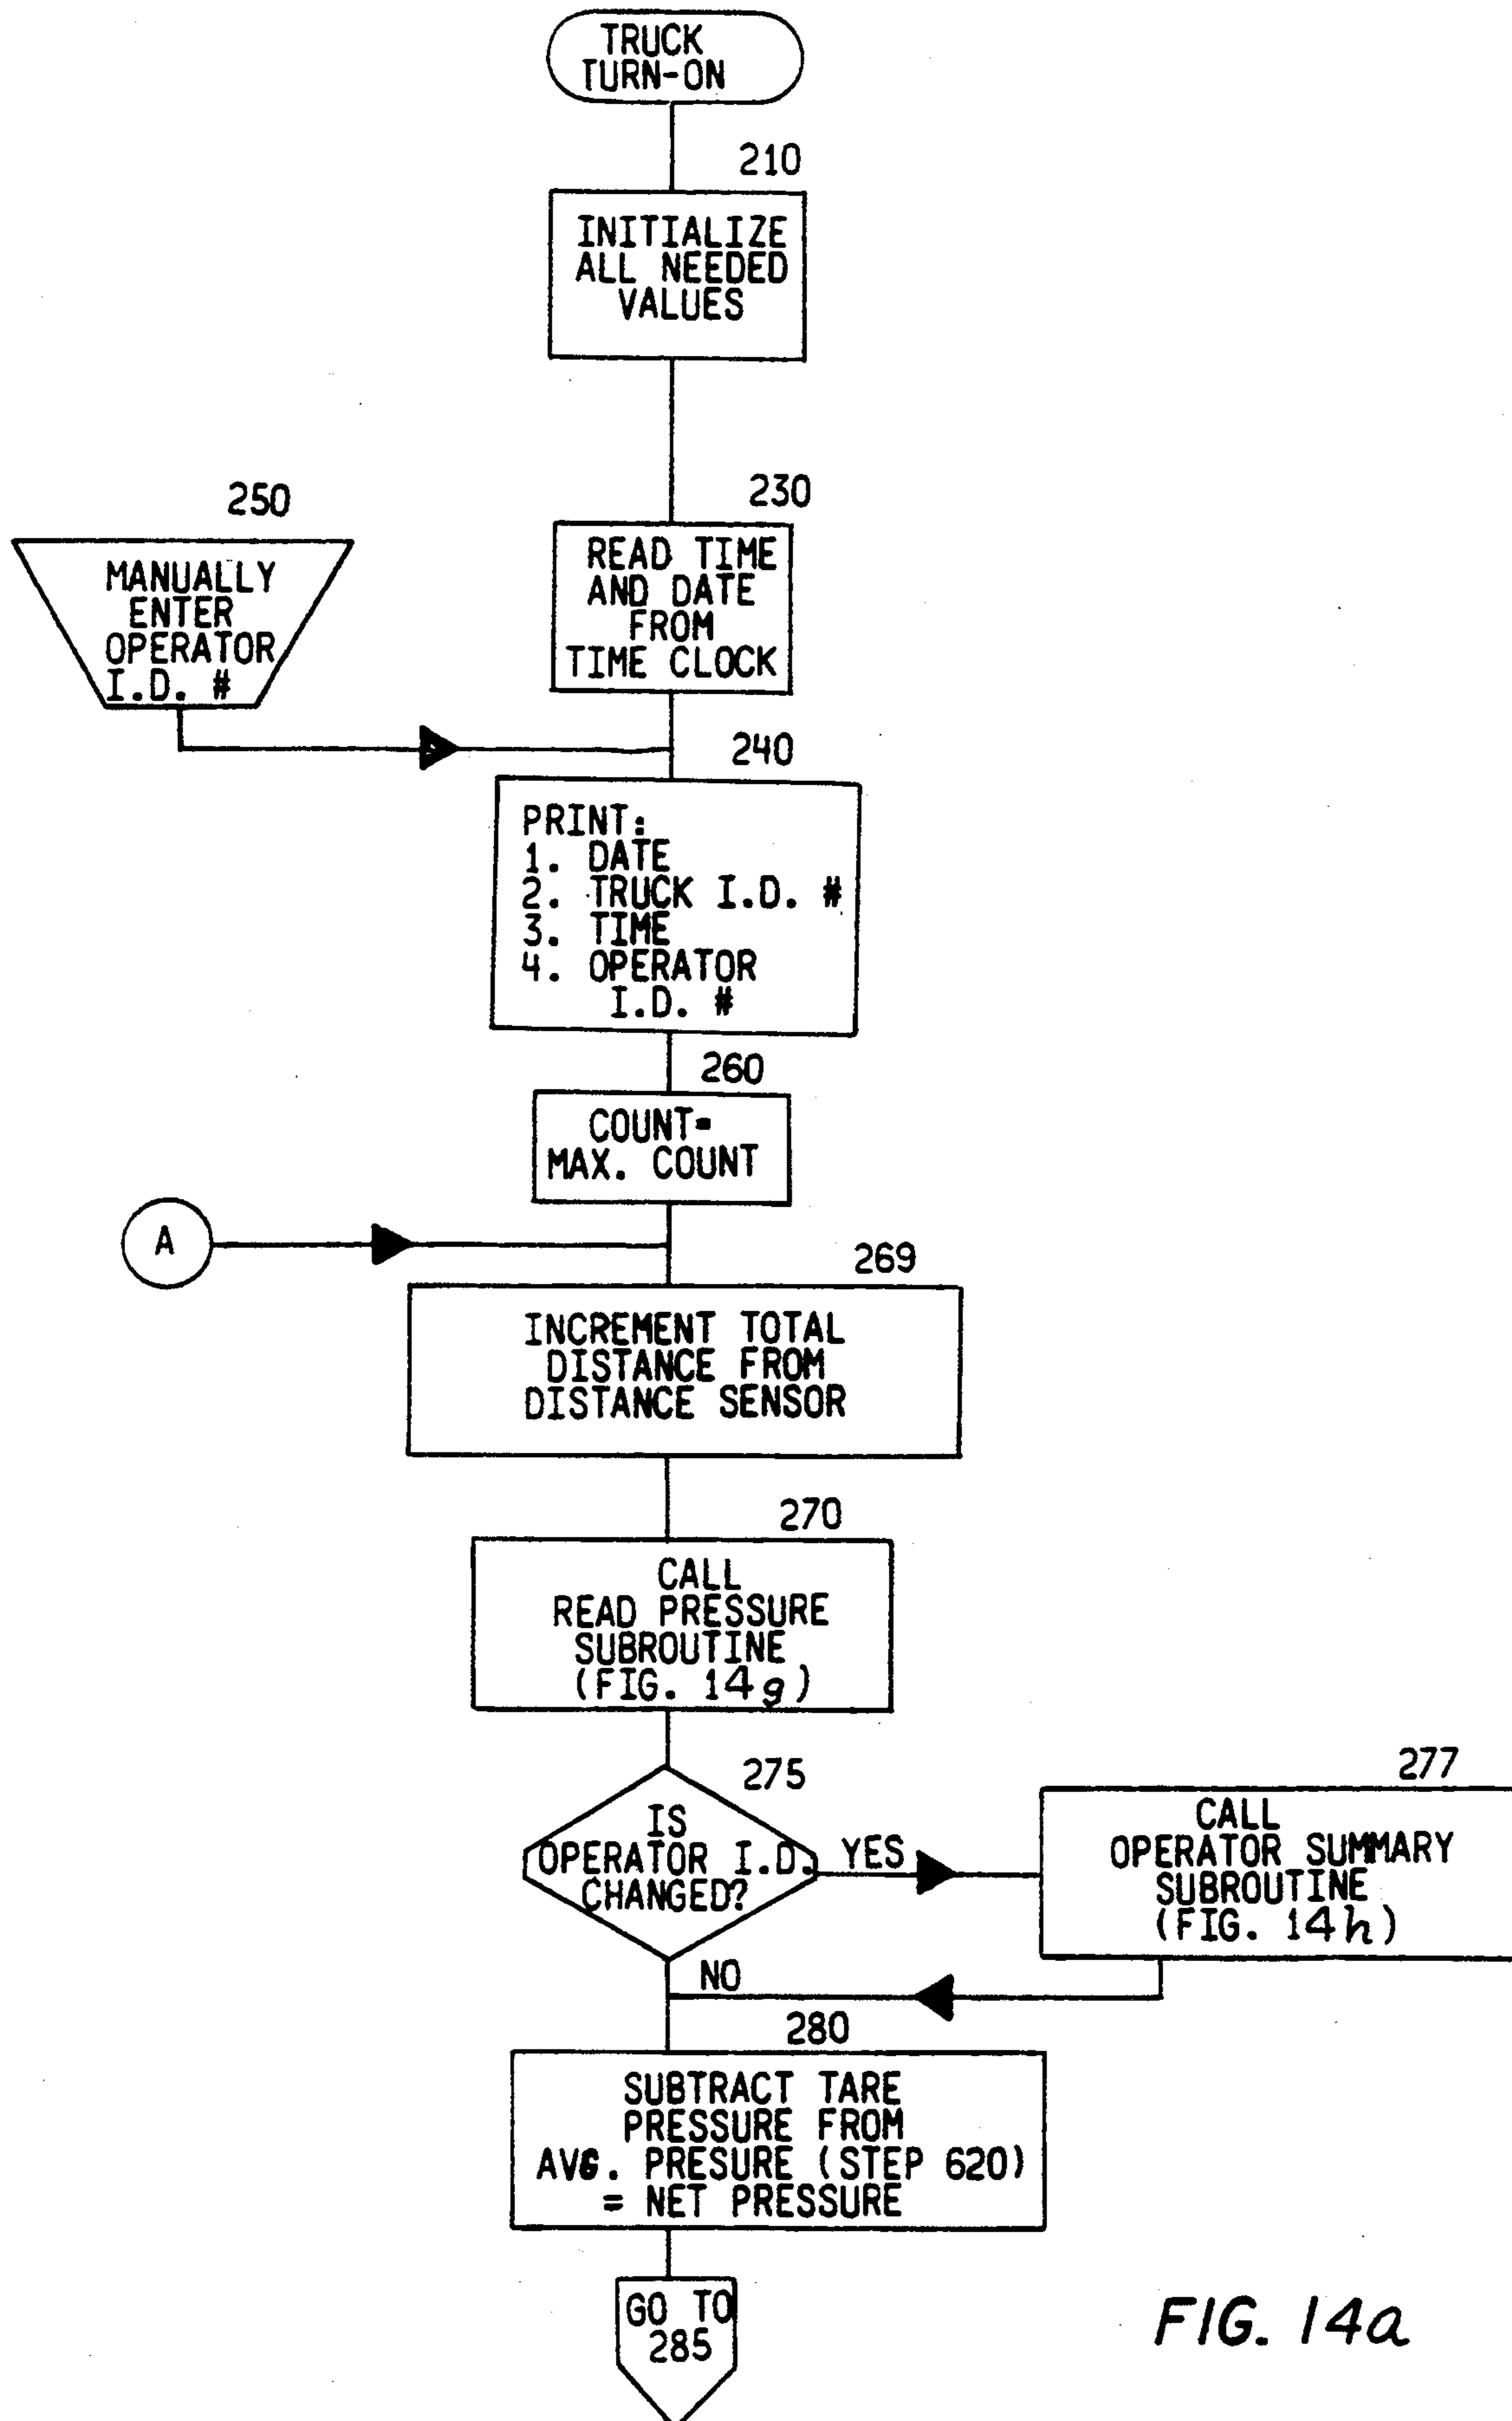 TRUCK
TURN-ON
210
INITIALIZE
ALL NEEDED
VALUES
230
READ TIME
AND DATE
FROM
TIME CLOCK
250
MANUALLY
ENTER
OPERATOR
I.D. #
240
PRINT:
1. DATE
2. TRUCK I.D. #
3. TIME
4. OPERATOR
I.D. #
260
COUNT=
MAX. COUNT
A
269
INCREMENT TOTAL
DISTANCE FROM
DISTANCE SENSOR
270
CALL
READ PRESSURE
SUBROUTINE
(FIG. 14g)
275
IS
OPERATOR I.D.
CHANGED?
YES
277
CALL
OPERATOR SUMMARY
SUBROUTINE
(FIG. 14h)
NO
280
SUBTRACT TARE
PRESSURE FROM
AVG. PRESURE (STEP 620)
= NET PRESSURE
GO TO
285
FIG. 14a